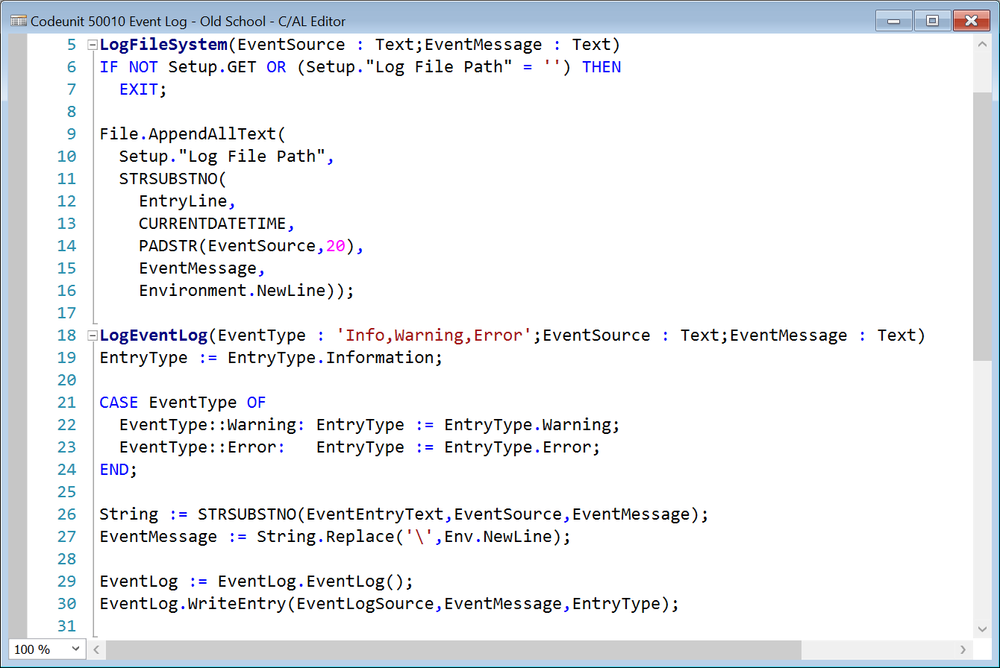 Codeunit 50010 Event Log - Old School - C/AL Editor
5 LogFileSystem(EventSource : Text;EventMessage : Text)
6 IF NOT Setup.GET OR (Setup."Log File Path" = '') THEN
7   EXIT;
8
9 File.AppendAllText(
10   Setup."Log File Path",
11   STRSUBSTNO(
12     EntryLine,
13     CURRENTDATETIME,
14     PADSTR(EventSource,20),
15     EventMessage,
16     Environment.NewLine));
17
18 LogEventLog(EventType : 'Info,Warning,Error';EventSource : Text;EventMessage : Text)
19 EntryType := EntryType.Information;
20
21 CASE EventType OF
22   EventType::Warning: EntryType := EntryType.Warning;
23   EventType::Error:   EntryType := EntryType.Error;
24 END;
25
26 String := STRSUBSTNO(EventEntryText,EventSource,EventMessage);
27 EventMessage := String.Replace('\',Env.NewLine);
28
29 EventLog := EventLog.EventLog();
30 EventLog.WriteEntry(EventLogSource,EventMessage,EntryType);
31
100 %